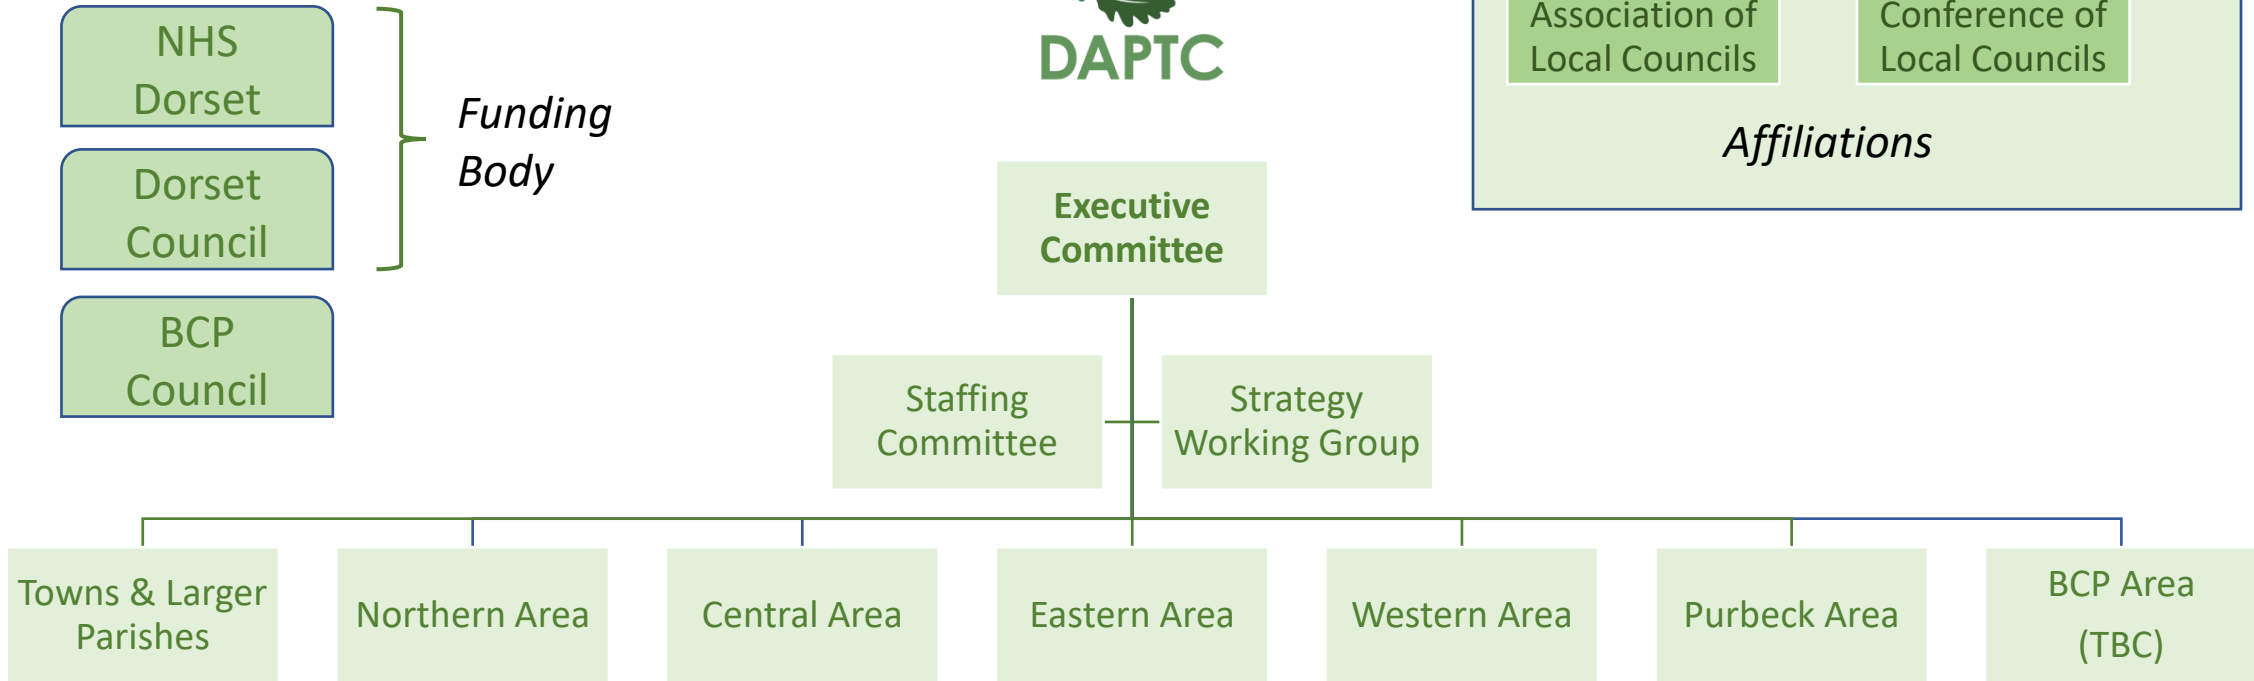 NHS
Dorset
Dorset
Council
BCP
Council
Funding
Body
DAPTC
Association of
Local Councils
Conference of
Local Councils
Affiliations
Executive
Committee
Staffing
Committee
Strategy
Working Group
Towns & Larger
Parishes
Northern Area
Central Area
Eastern Area
Western Area
Purbeck Area
BCP Area
(TBC)